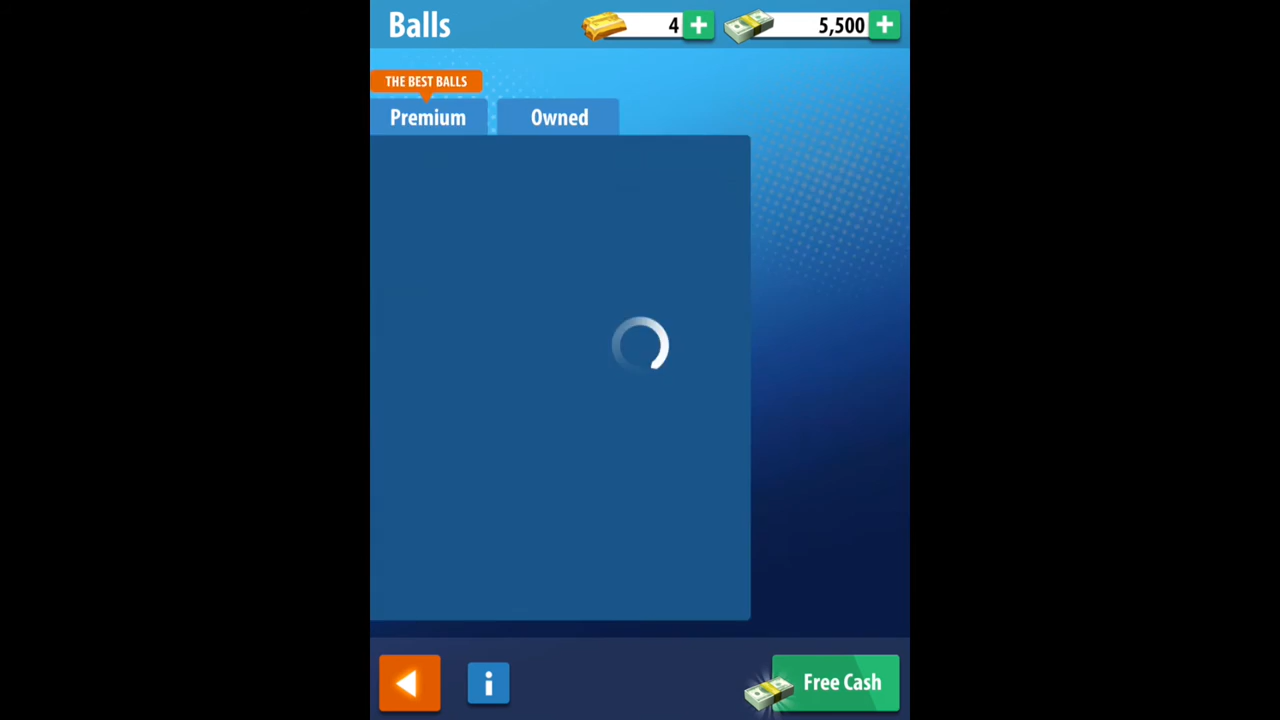 Balls
4 +
5,500 +
THE BEST BALLS
Premium
Owned
i
Free Cash